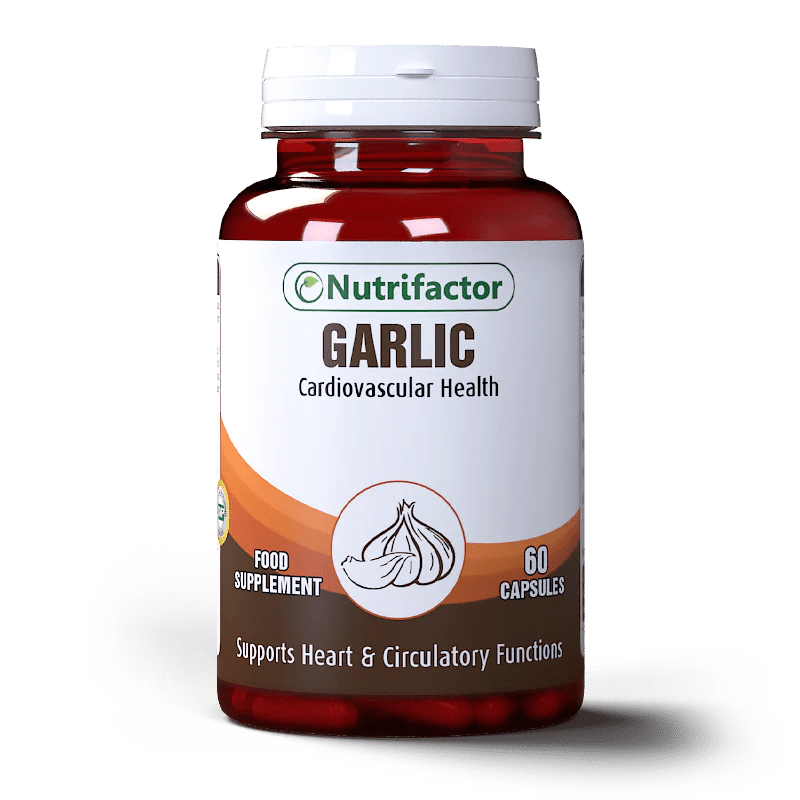 Nutrifactor
GARLIC
Cardiovascular Health
FOOD
SUPPLEMENT
60
CAPSULES
Supports Heart & Circulatory Functions